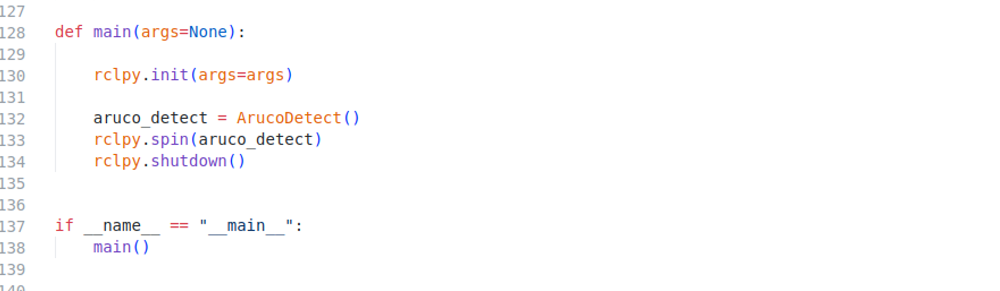 127
128 def main(args=None):
129
130     rclpy.init(args=args)
131
132     aruco_detect = ArucoDetect()
133     rclpy.spin(aruco_detect)
134     rclpy.shutdown()
135
136
137 if __name__ == "__main__":
138     main()
139
140